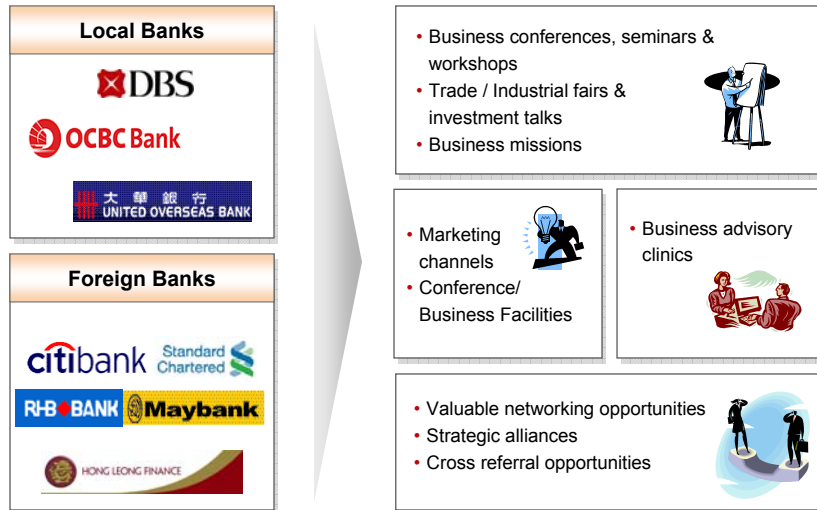 Local Banks
DBS
OCBC Bank
大華銀行
UNITED OVERSEAS BANK
Foreign Banks
citibank
Standard
Chartered
RHB BANK
Maybank
HONG LEONG FINANCE
• Business conferences, seminars &
workshops
• Trade / Industrial fairs &
investment talks
• Business missions
• Marketing
channels
• Conference/
Business Facilities
• Business advisory
clinics
• Valuable networking opportunities
• Strategic alliances
• Cross referral opportunities